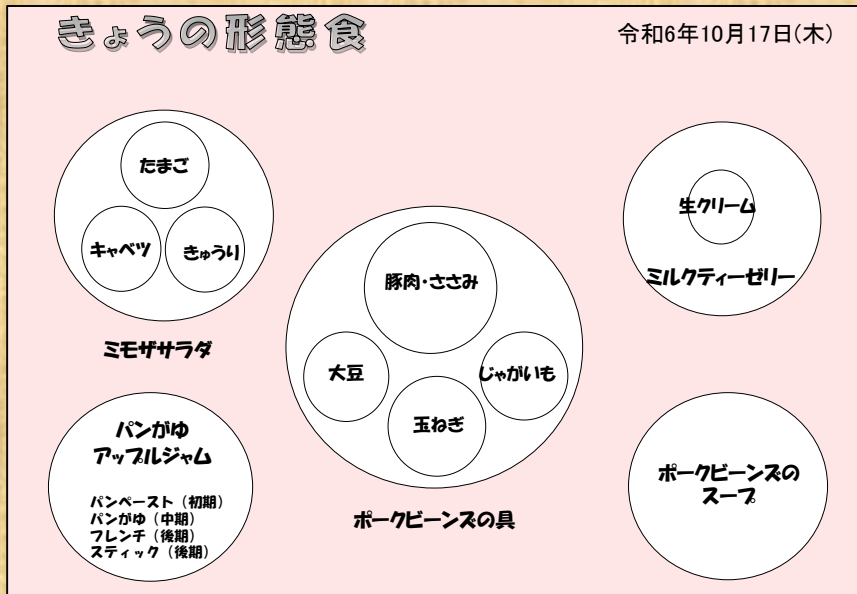 きょうの形態食
令和6年10月17日(木)
たまご
キャベツ
きゅうり
ミモザサラダ
豚肉・ささみ
大豆
じゃがいも
玉ねぎ
ポークビーンズの具
生クリーム
ミルクティーゼリー
パンがゆ
アップルジャム
パンペースト（初期）
パンがゆ（中期）
フレンチ（後期）
スティック（後期）
ポークビーンズの
スープ